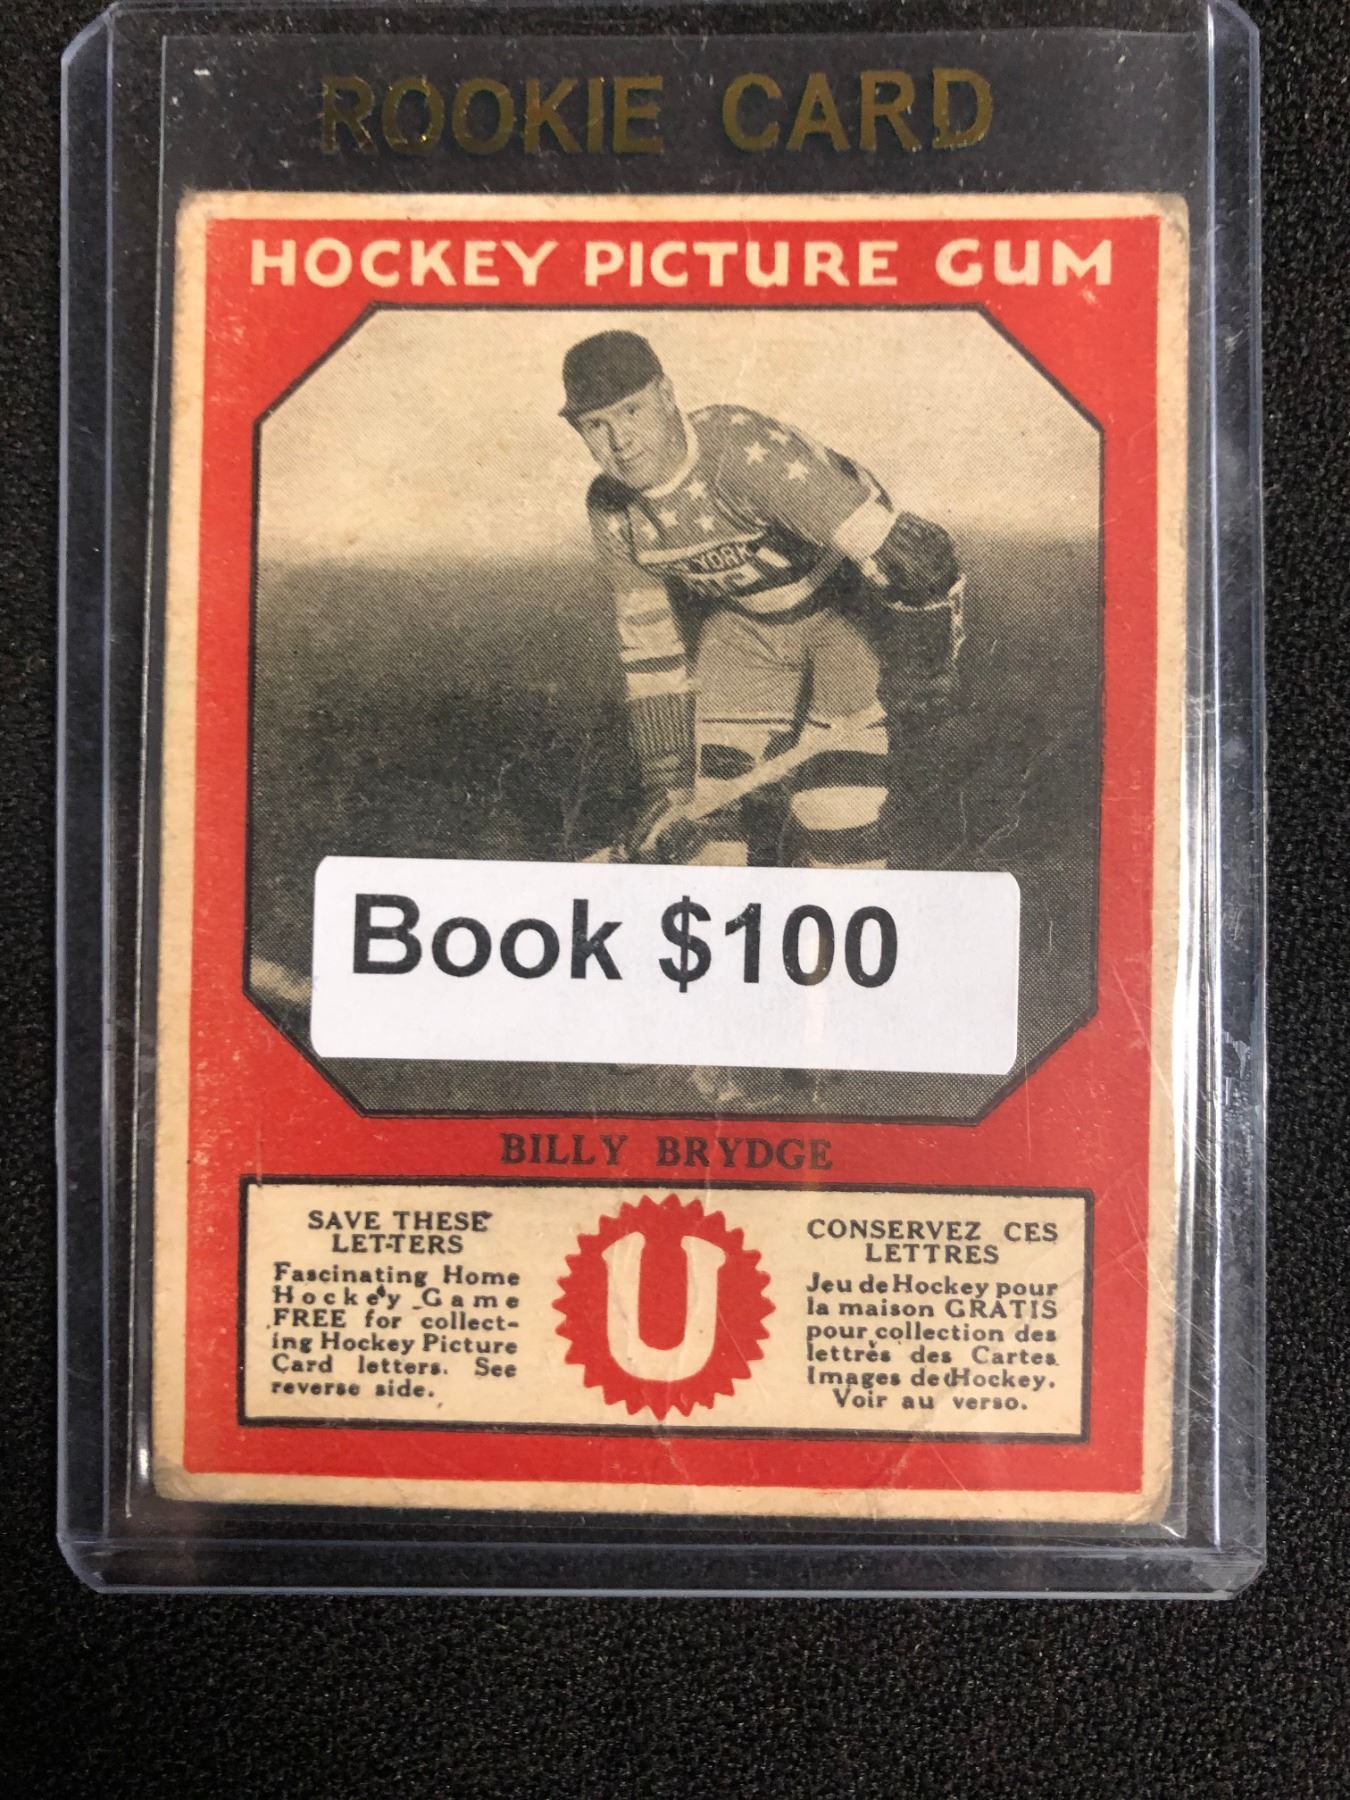 ROOKIE CARD
HOCKEY PICTURE GUM
YORK
Book $100
BILLY BRYDGE
SAVE THESE
LETTERS
Fascinating Home
Hockey Game
FREE for collect-
ing Hockey Picture
Card letters. See
reverse side.
U
CONSERVEZ CES
LETTRES
Jeu de Hockey pour
la maison GRATIS
pour collection des
lettres des Cartes
Images de Hockey.
Voir au verso.